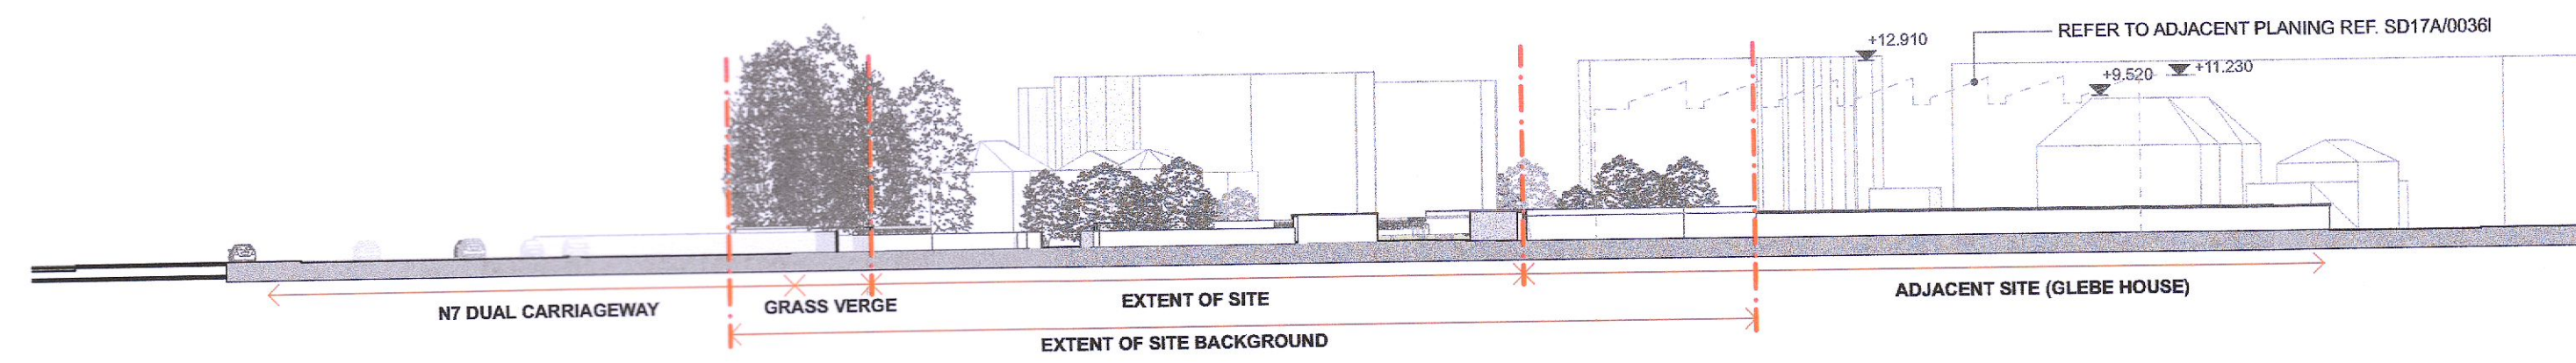 REFER TO ADJACENT PLANING REF. SD17A/0036I
+12.910
+9.520
+11.230
N7 DUAL CARRIAGEWAY
GRASS VERGE
EXTENT OF SITE
ADJACENT SITE (GLEBE HOUSE)
EXTENT OF SITE BACKGROUND